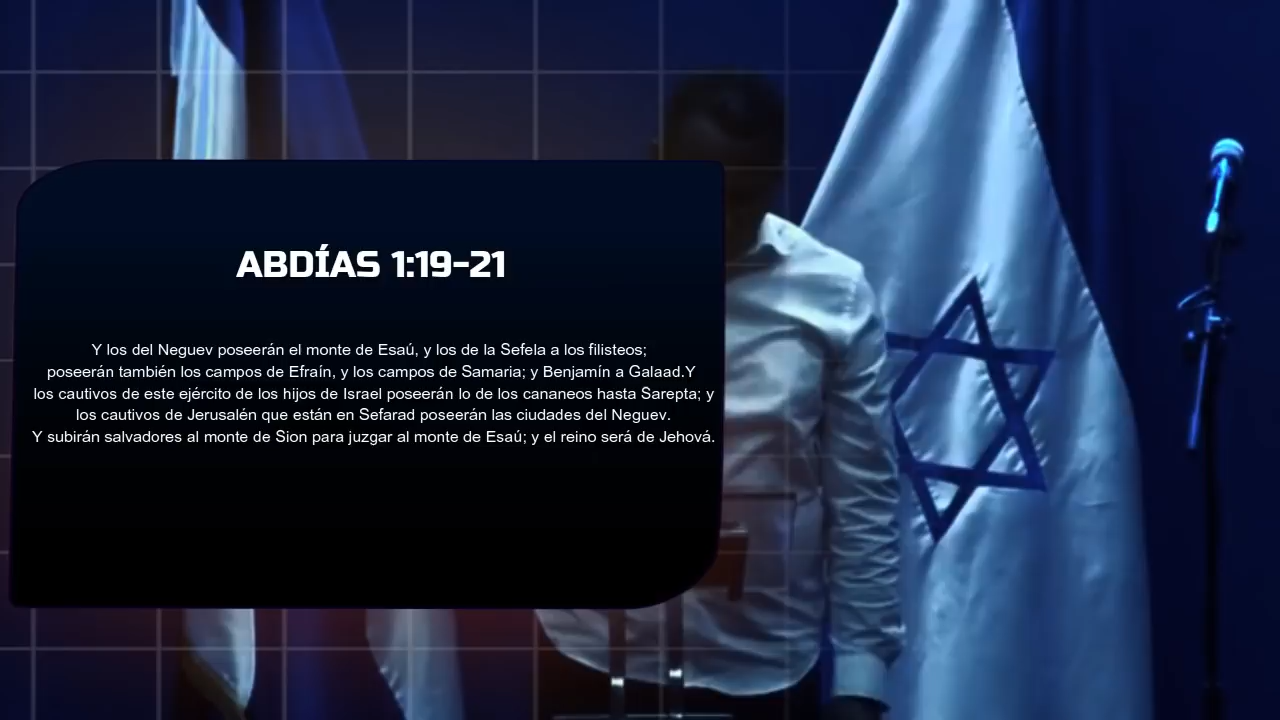 ABDÍAS 1:19-21
Y los del Neguev poseerán el monte de Esaú, y los de la Sefela a los filisteos;
poseerán también los campos de Efraín, y los campos de Samaria; y Benjamín a Galaad.Y
los cautivos de este ejército de los hijos de Israel poseerán lo de los cananeos hasta Sarepta; y
los cautivos de Jerusalén que están en Sefarad poseerán las ciudades del Neguev.
Y subirán salvadores al monte de Sion para juzgar al monte de Esaú; y el reino será de Jehová.